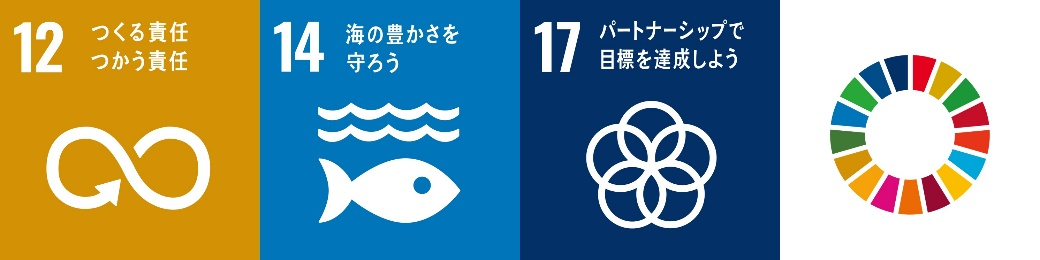 12
つくる責任
つかう責任
14
海の豊かさを
守ろう
17
パートナーシップで
目標を達成しよう